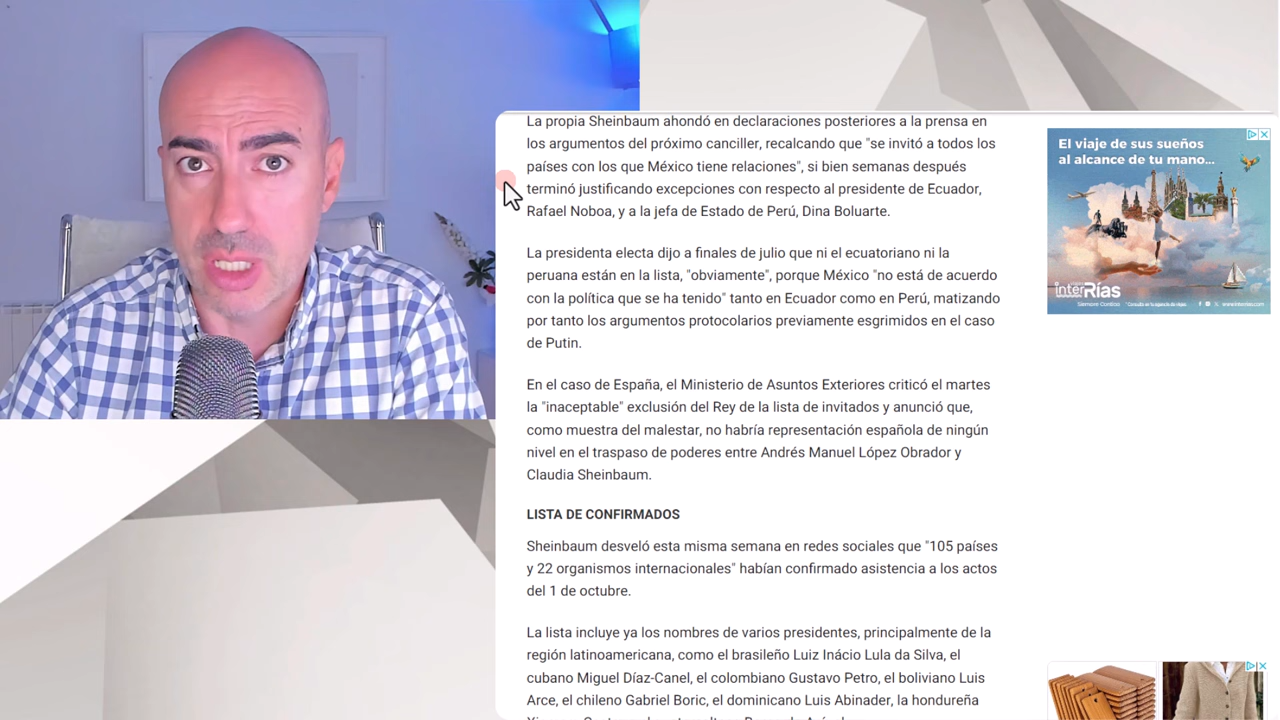 La propia Sheinbaum ahondó en declaraciones posteriores a la prensa en
los argumentos del próximo canciller, recalcando que "se invitó a todos los
países con los que México tiene relaciones", si bien semanas después
terminó justificando excepciones con respecto al presidente de Ecuador,
Rafael Noboa, y a la jefa de Estado de Perú, Dina Boluarte.
La presidenta electa dijo a finales de julio que ni el ecuatoriano ni la
peruana están en la lista, "obviamente", porque México "no está de acuerdo
con la política que se ha tenido" tanto en Ecuador como en Perú, matizando
por tanto los argumentos protocolarios previamente esgrimidos en el caso
de Putin.
En el caso de España, el Ministerio de Asuntos Exteriores criticó el martes
la "inaceptable" exclusión del Rey de la lista de invitados y anunció que,
como muestra del malestar, no habría representación española de ningún
nivel en el traspaso de poderes entre Andrés Manuel López Obrador y
Claudia Sheinbaum.
LISTA DE CONFIRMADOS
Sheinbaum desveló esta misma semana en redes sociales que "105 países
y 22 organismos internacionales" habían confirmado asistencia a los actos
del 1 de octubre.
La lista incluye ya los nombres de varios presidentes, principalmente de la
región latinoamericana, como el brasileño Luiz Inácio Lula da Silva, el
cubano Miguel Díaz-Canel, el colombiano Gustavo Petro, el boliviano Luis
Arce, el chileno Gabriel Boric, el dominicano Luis Abinader, la hondureña
El viaje de sus sueños
al alcance de tu mano...
interRías
Siempre Contigo
www.interrias.com